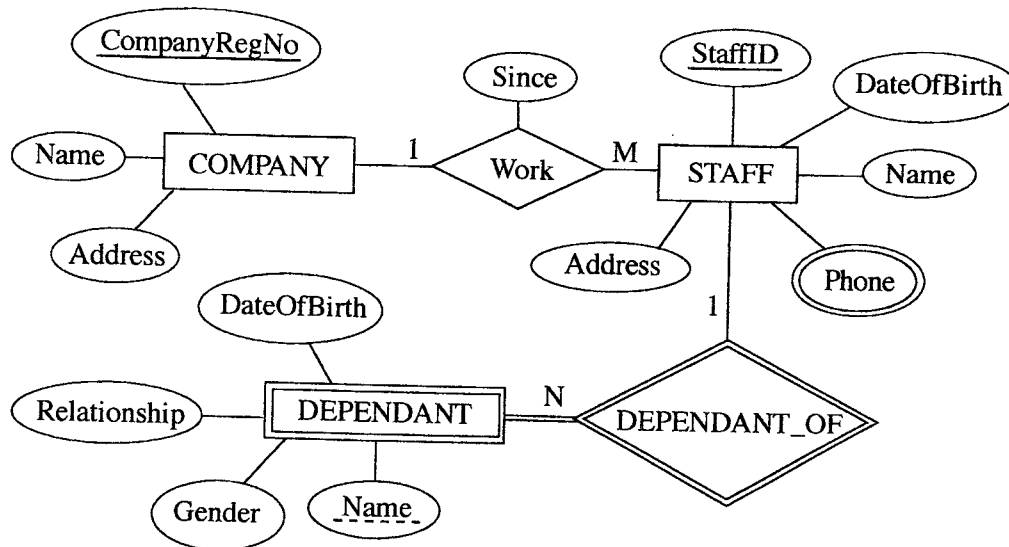 CompanyRegNo
StaffID
Since
DateOfBirth
Name
COMPANY
1
Work
M
STAFF
Name
Address
Address
Phone
DateOfBirth
1
Relationship
DEPENDANT
N
DEPENDANT_OF
Gender
Name